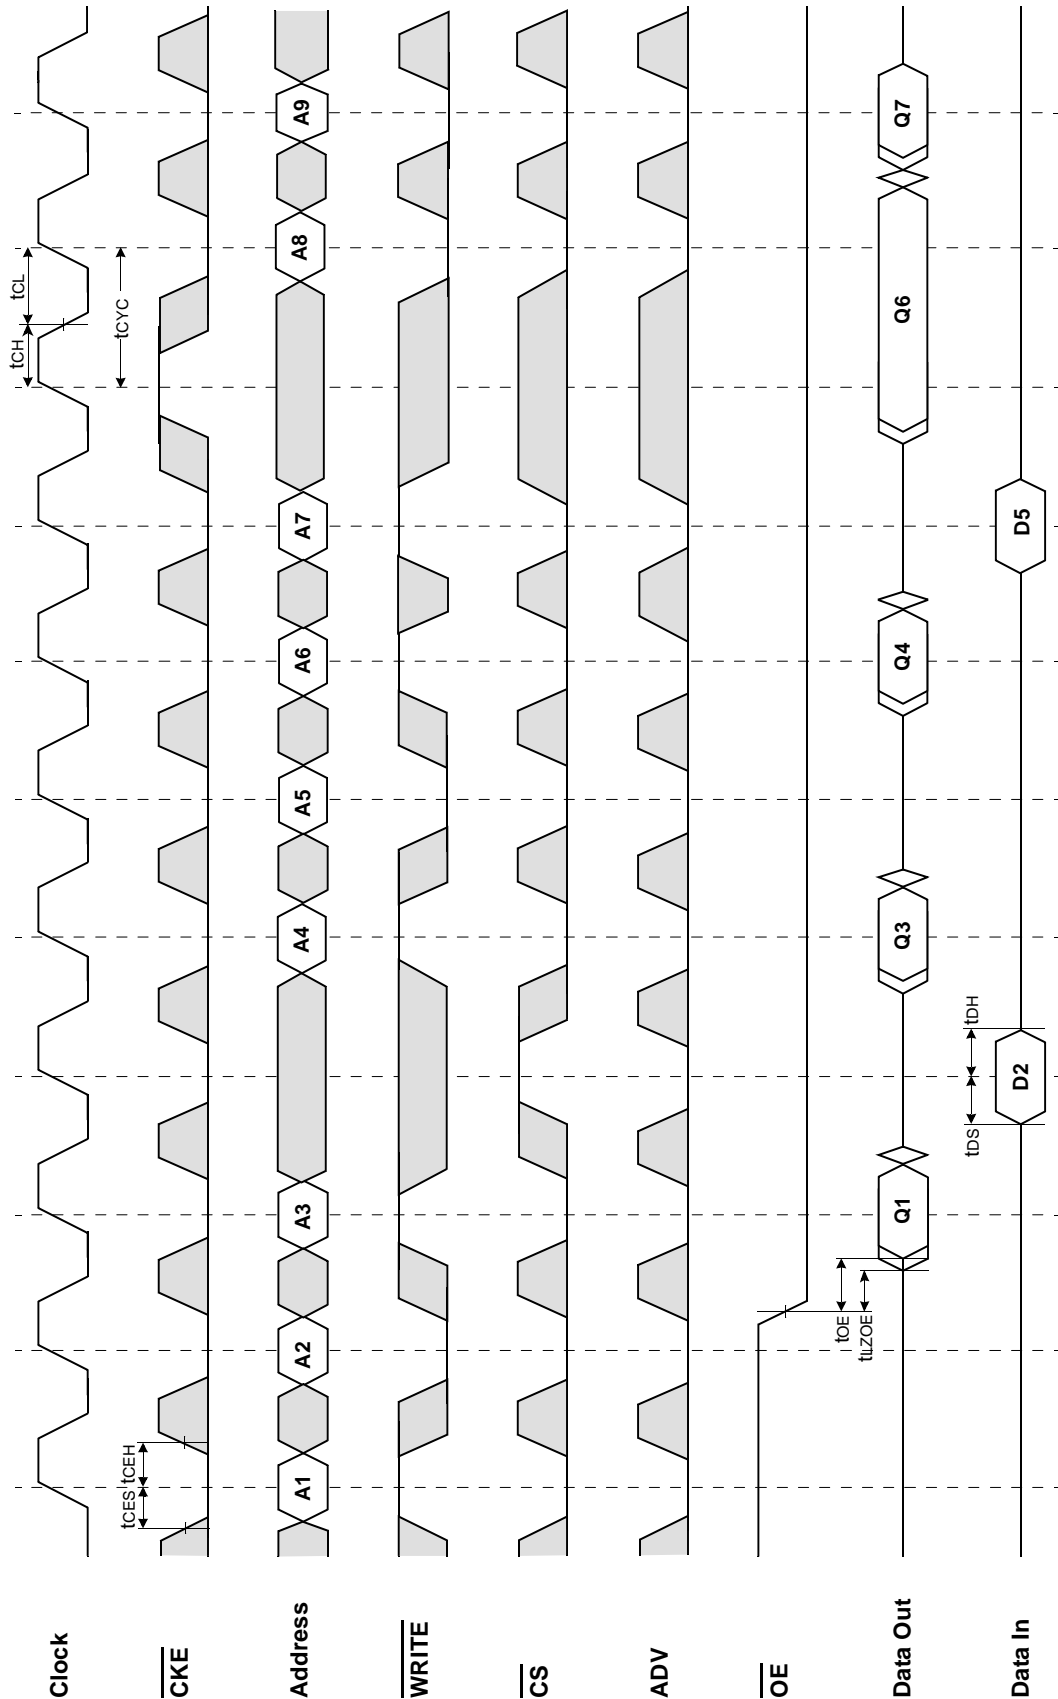 Clock
tCH
tCL
tCES
tCEH
tCYC
CKE
Address
A1
A2
A3
A4
A5
A6
A7
A8
A9
WRITE
CS
ADV
OE
tOE
tLZOE
Data Out
Q1
Q3
Q4
Q6
Q7
tDS
tDH
Data In
D2
D5